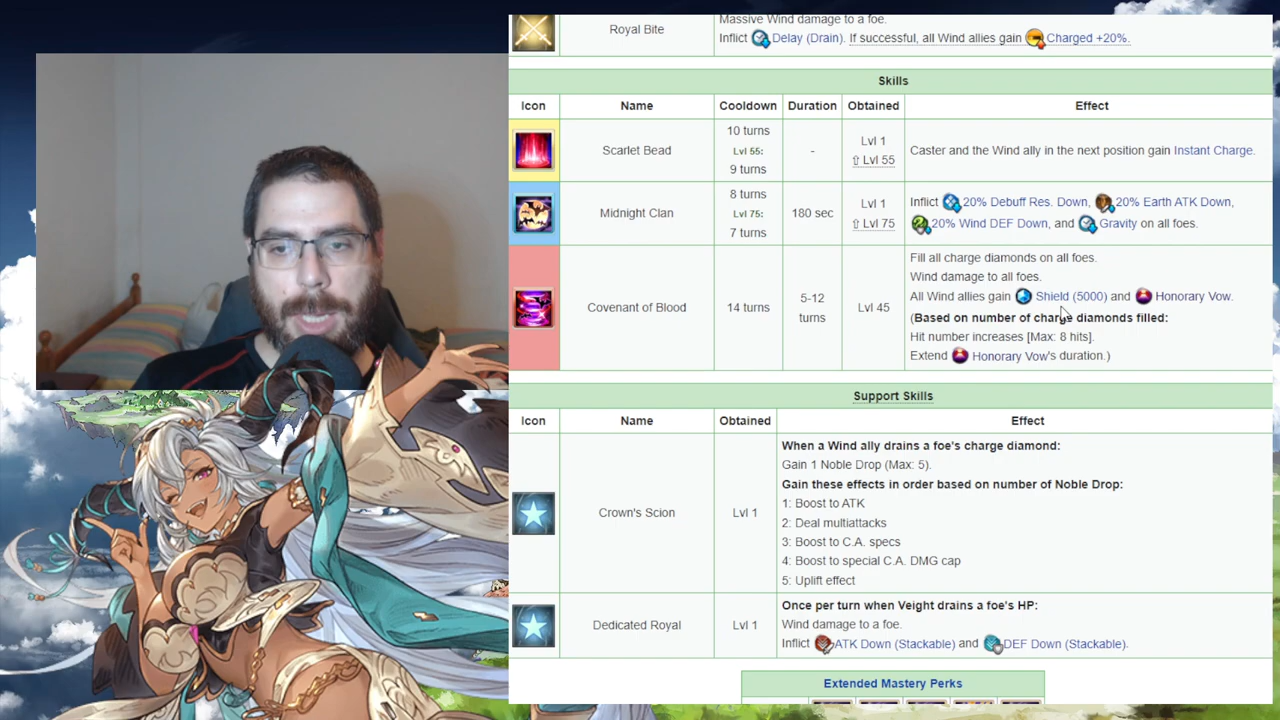 Massive Wind damage to a foe.
Royal Bite
Inflict Delay (Drain). If successful, all Wind allies gain Charged +20%.
Skills
Icon Name Cooldown Duration Obtained Effect
Scarlet Bead
10 turns
Lvl 55:
9 turns
-
Lvl 1
⇧ Lvl 55
Caster and the Wind ally in the next position gain Instant Charge.
Midnight Clan
8 turns
Lvl 75:
7 turns
180 sec
Lvl 1
⇧ Lvl 75
Inflict 20% Debuff Res. Down, 20% Earth ATK Down,
20% Wind DEF Down, and Gravity on all foes.
Covenant of Blood
14 turns
5-12
turns
Lvl 45
Fill all charge diamonds on all foes.
Wind damage to all foes.
All Wind allies gain Shield (5000) and Honorary Vow.
(Based on number of charge diamonds filled:
Hit number increases [Max: 8 hits].
Extend Honorary Vow's duration.)
Support Skills
Icon Name Obtained Effect
Crown's Scion
Lvl 1
When a Wind ally drains a foe's charge diamond:
Gain 1 Noble Drop (Max: 5).
Gain these effects in order based on number of Noble Drop:
1: Boost to ATK
2: Deal multiattacks
3: Boost to C.A. specs
4: Boost to special C.A. DMG cap
5: Uplift effect
Dedicated Royal
Lvl 1
Once per turn when Veight drains a foe's HP:
Wind damage to a foe.
Inflict ATK Down (Stackable) and DEF Down (Stackable).
Extended Mastery Perks